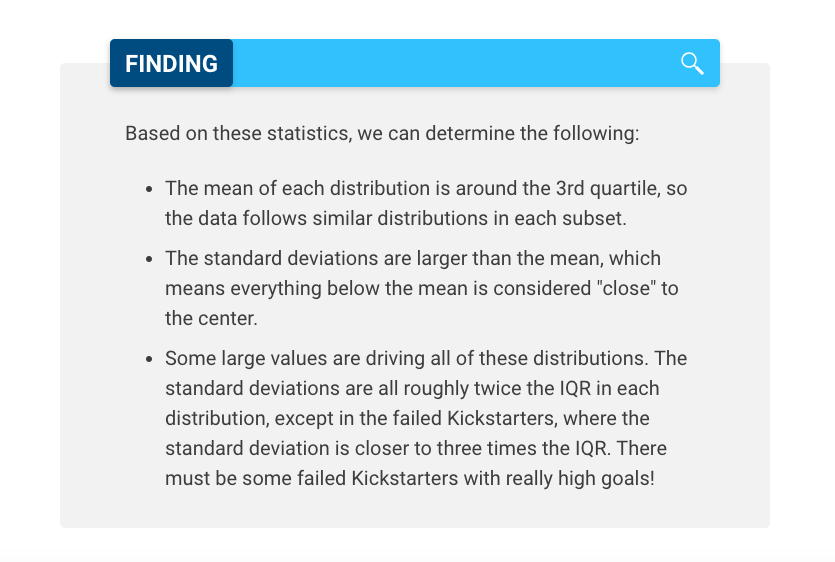 FINDING
Based on these statistics, we can determine the following:
• The mean of each distribution is around the 3rd quartile, so
the data follows similar distributions in each subset.
• The standard deviations are larger than the mean, which
means everything below the mean is considered "close" to
the center.
• Some large values are driving all of these distributions. The
standard deviations are all roughly twice the IQR in each
distribution, except in the failed Kickstarters, where the
standard deviation is closer to three times the IQR. There
must be some failed Kickstarters with really high goals!